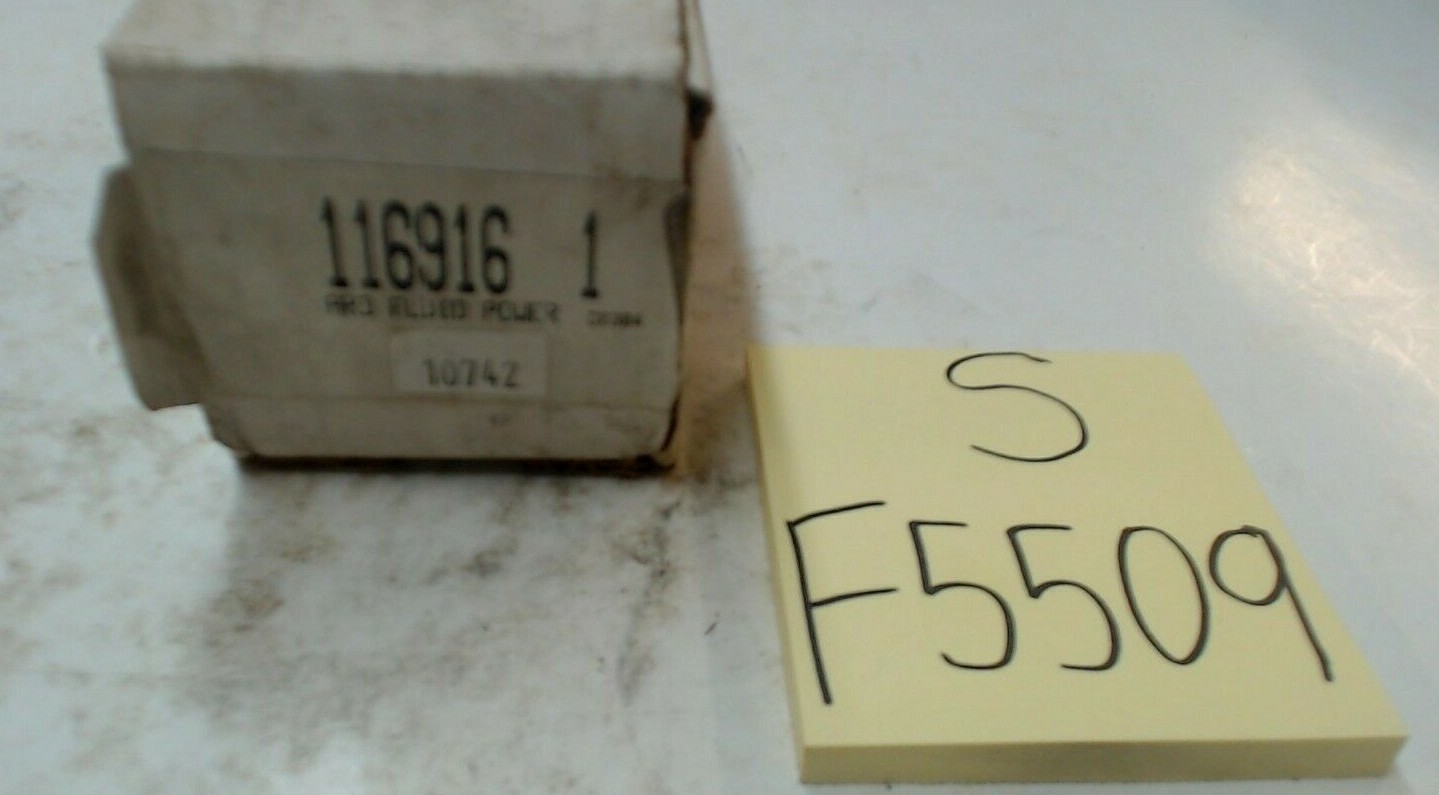 116916 1
ARO FLUID POWER
10742
S
F5509